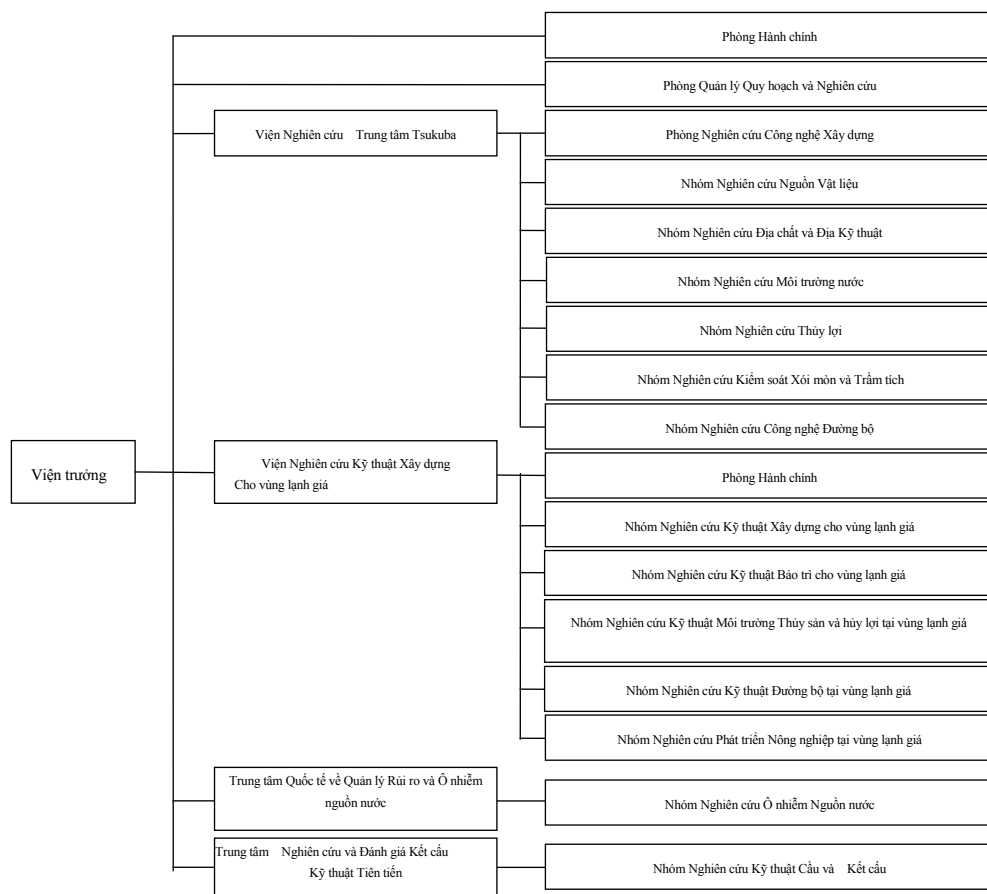 Phòng Hành chính
Phòng Quản lý Quy hoạch và Nghiên cứu
Viện Nghiên cứu Trung tâm Tsukuba
Phòng Nghiên cứu Công nghệ Xây dựng
Nhóm Nghiên cứu Nguồn Vật liệu
Nhóm Nghiên cứu Địa chất và Địa Kỹ thuật
Nhóm Nghiên cứu Môi trường nước
Nhóm Nghiên cứu Thủy lợi
Nhóm Nghiên cứu Kiểm soát Xói mòn và Trầm tích
Nhóm Nghiên cứu Công nghệ Đường bộ
Viện trưởng
Viện Nghiên cứu Kỹ thuật Xây dựng
Cho vùng lạnh giá
Phòng Hành chính
Nhóm Nghiên cứu Kỹ thuật Xây dựng cho vùng lạnh giá
Nhóm Nghiên cứu Kỹ thuật Bảo trì cho vùng lạnh giá
Nhóm Nghiên cứu Kỹ thuật Môi trường Thủy sản và hủy lợi tại vùng lạnh giá
Nhóm Nghiên cứu Kỹ thuật Đường bộ tại vùng lạnh giá
Nhóm Nghiên cứu Phát triển Nông nghiệp tại vùng lạnh giá
Trung tâm Quốc tế về Quản lý Rủi ro và Ô nhiễm
nguồn nước
Nhóm Nghiên cứu Ô nhiễm Nguồn nước
Trung tâm Nghiên cứu và Đánh giá Kết cấu
Kỹ thuật Tiên tiến
Nhóm Nghiên cứu Kỹ thuật Cầu và Kết cấu